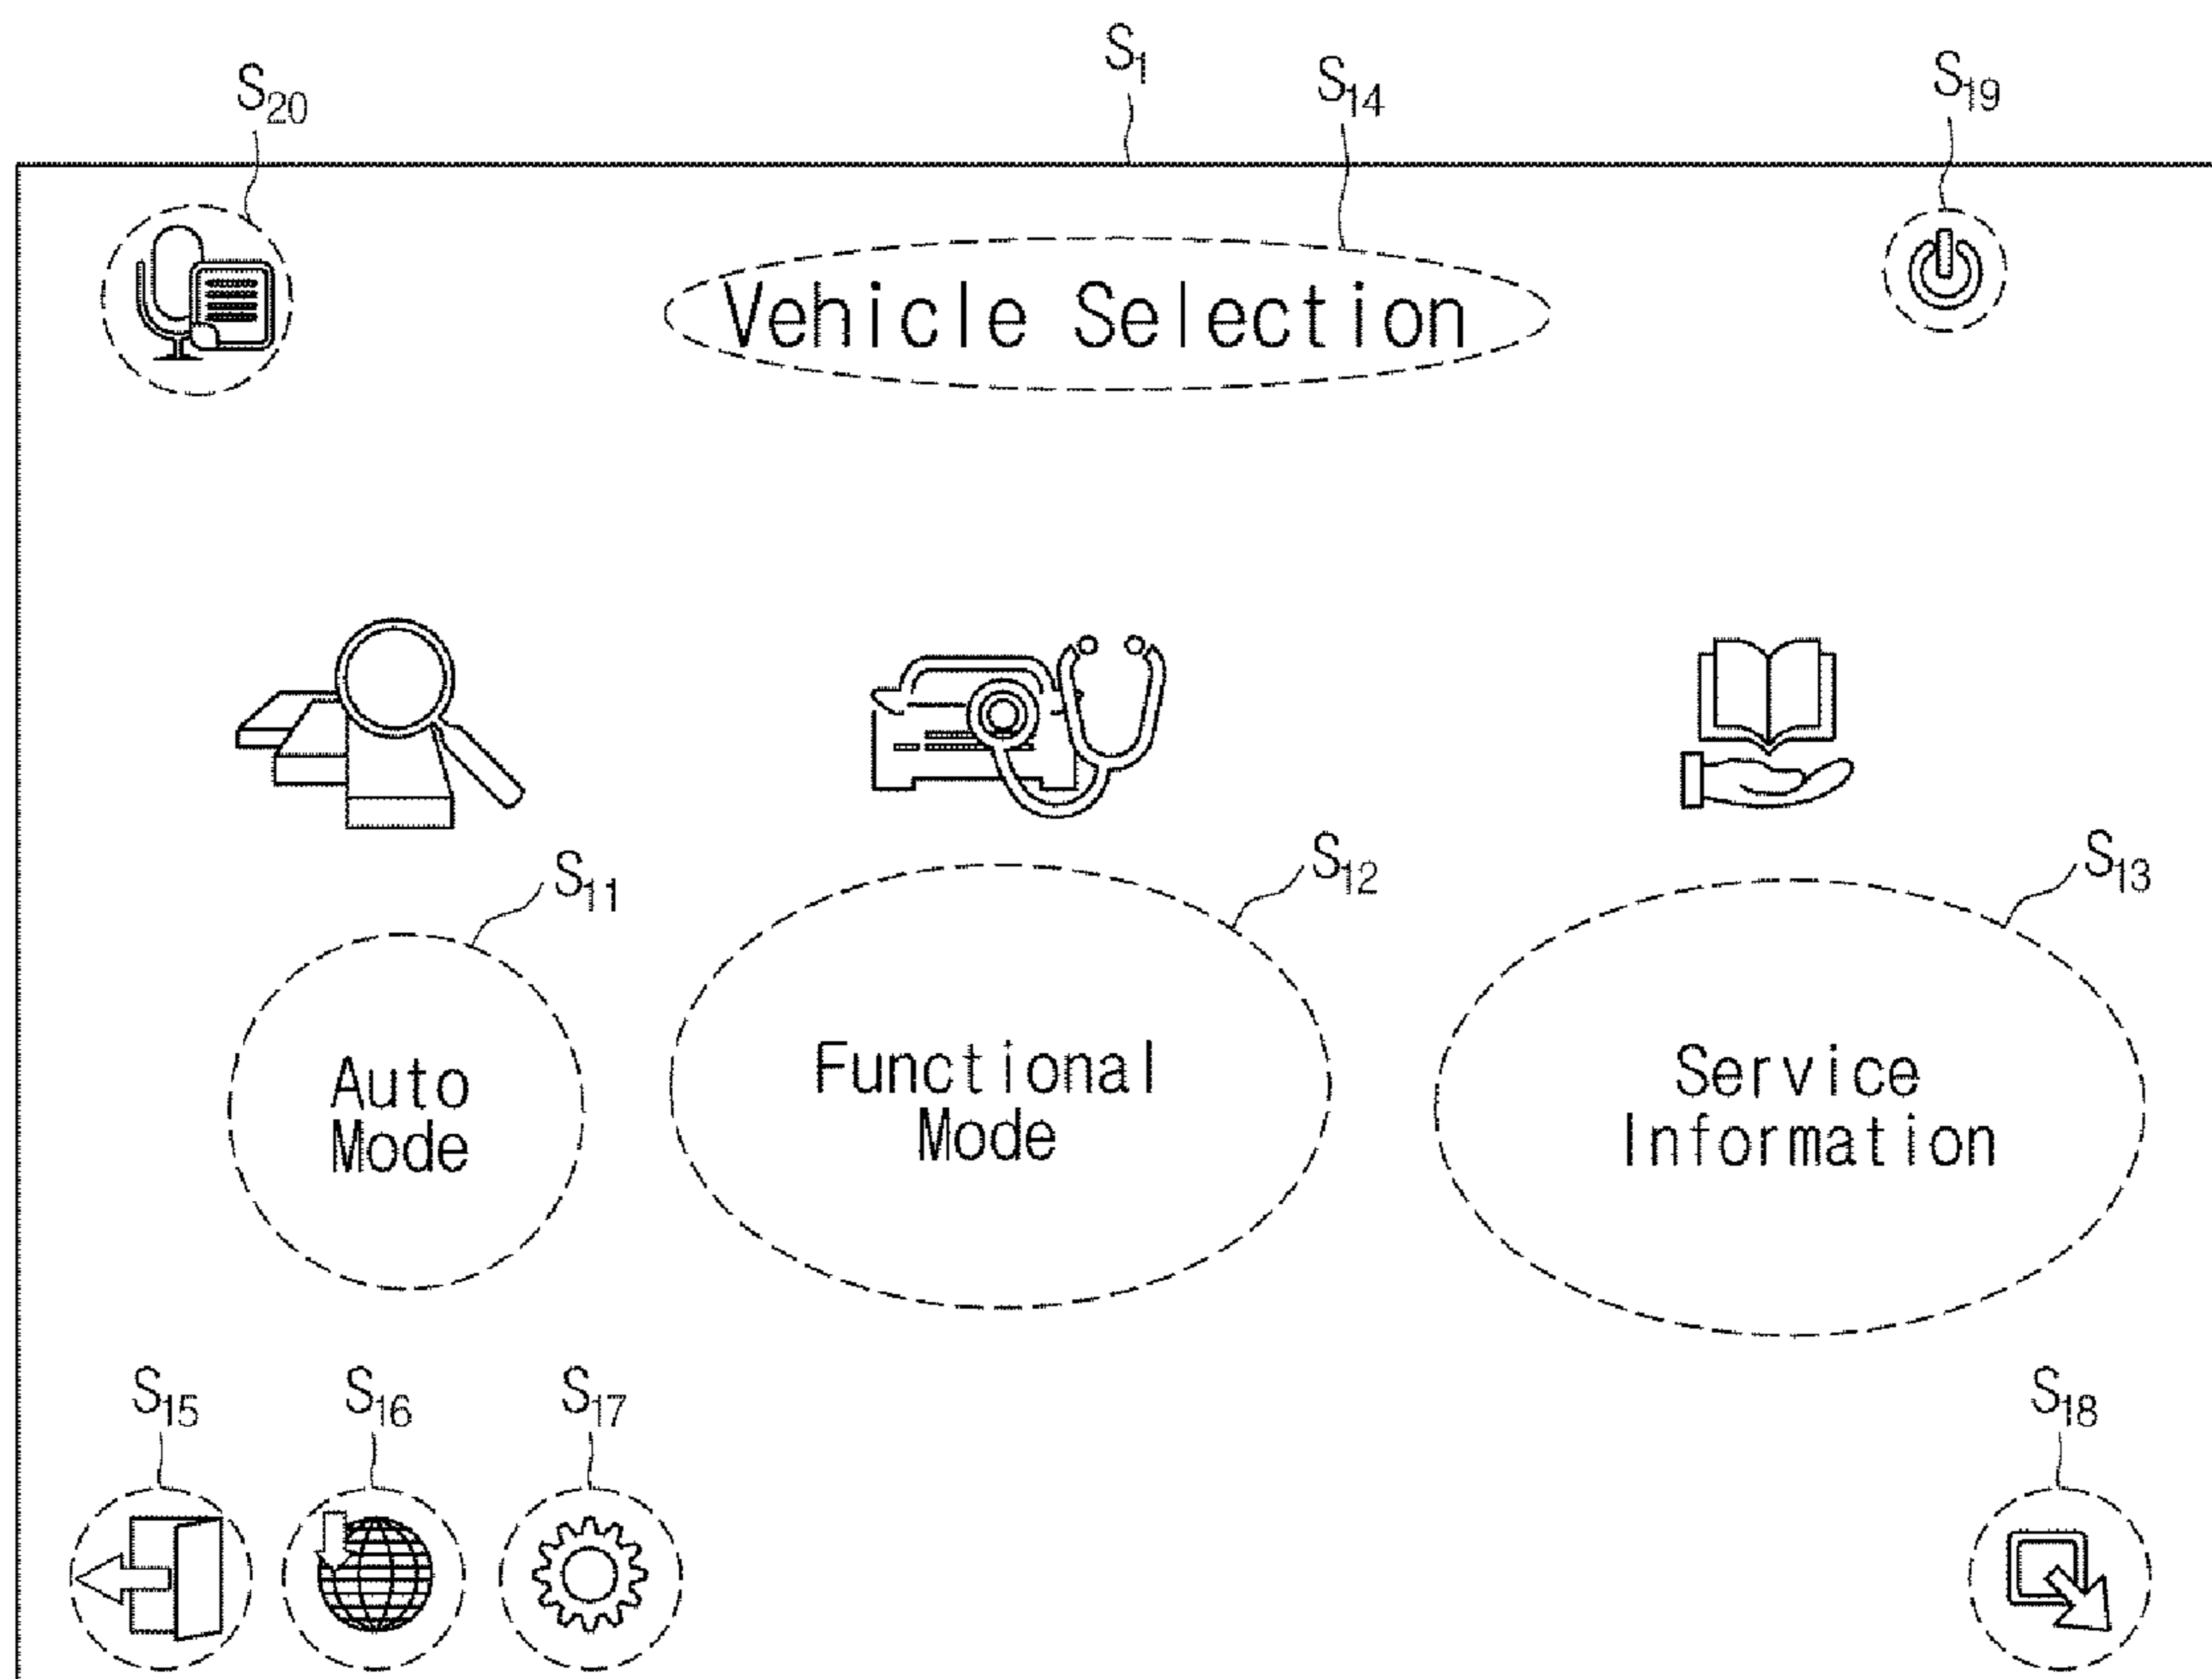 S1
S20
S14
S19
Vehicle Selection
S11
S12
S13
Auto
Mode
Functional
Mode
Service
Information
S15
S16
S17
S18